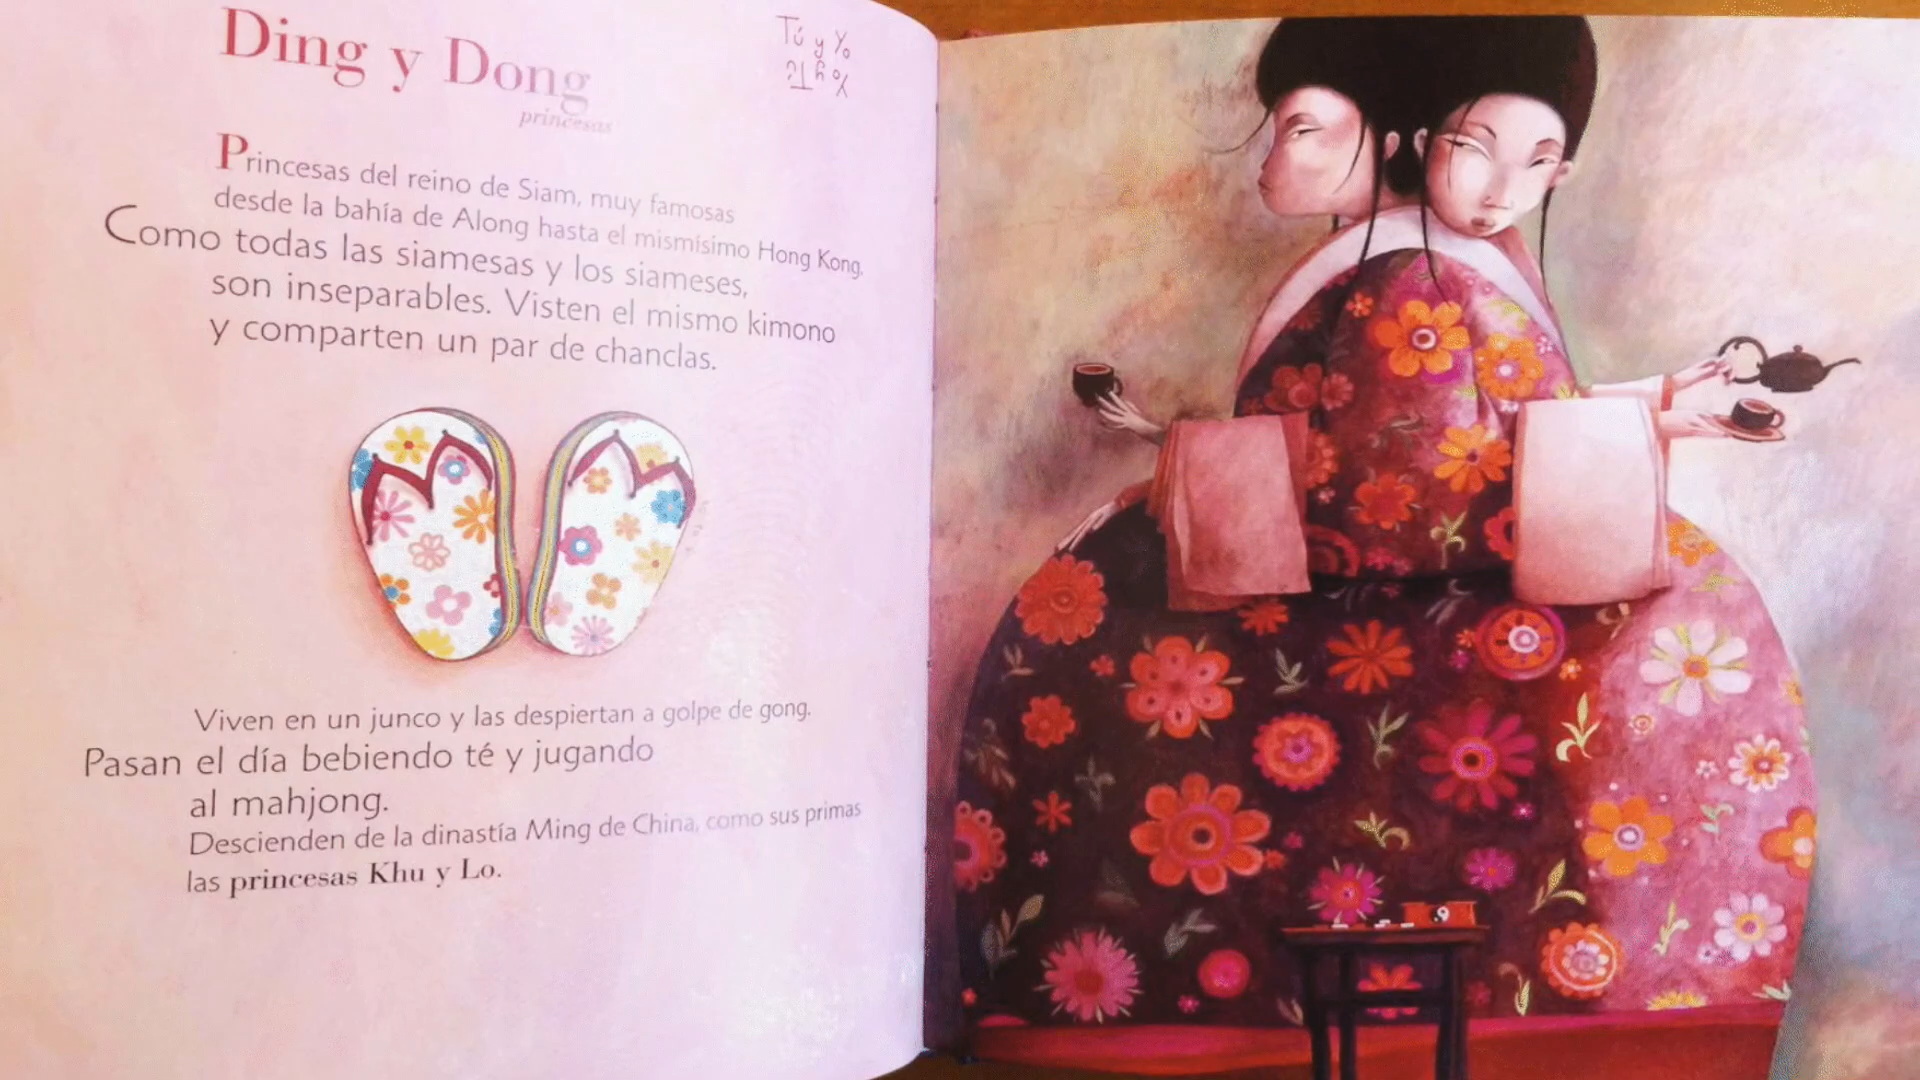 Ding y Dong
princesas
Tú y Yo
Princesas del reino de Siam, muy famosas
desde la bahía de Along hasta el mismísimo Hong Kong.
Como todas las siamesas y los siameses,
son inseparables. Visten el mismo kimono
y comparten un par de chanclas.
Viven en un junco y las despiertan a golpe de gong.
Pasan el día bebiendo té y jugando
al mahjong.
Descienden de la dinastía Ming de China, como sus primas
las princesas Khu y Lo.